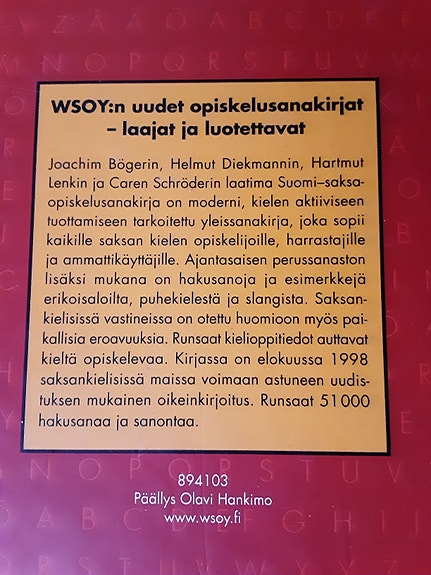 WSOY:n uudet opiskelusanakirjat
– laajat ja luotettavat
Joachim Bögerin, Helmut Diekmannin, Hartmut
Lenkin ja Caren Schröderin laatima Suomi–saksa-
opiskelusanakirja on moderni, kielen aktiiviseen
tuottamiseen tarkoitettu yleissanakirja, joka sopii
kaikille saksan kielen opiskelijoille, harrastajille
ja ammattikäyttäjille. Ajantasaisen perussanaston
lisäksi mukana on hakusanoja ja esimerkkejä
erikoisaloilta, puhekielestä ja slangista. Saksan-
kielisissä vastineissa on otettu huomioon myös pai-
kallisia eroavuuksia. Runsaat kielioppitiedot auttavat
kieltä opiskelevaa. Kirjassa on elokuussa 1998
saksankielisissä maissa voimaan astuneen uudis-
tuksen mukainen oikeinkirjoitus. Runsaat 51 000
hakusanaa ja sanontaa.
894103
Päällys Olavi Hankimo
www.wsoy.fi